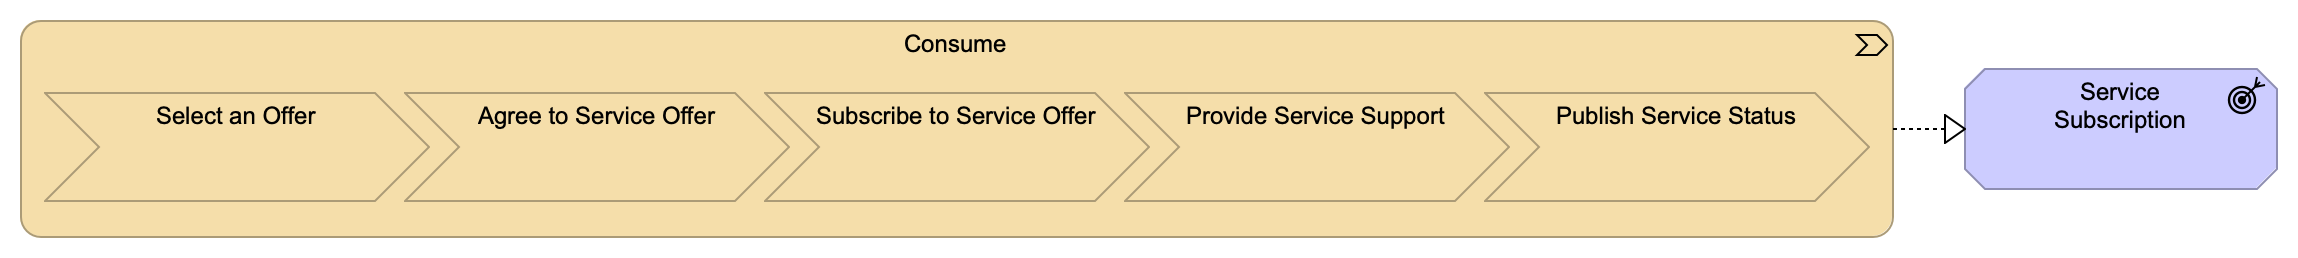 Consume
Select an Offer
Agree to Service Offer
Subscribe to Service Offer
Provide Service Support
Publish Service Status
Service
Subscription